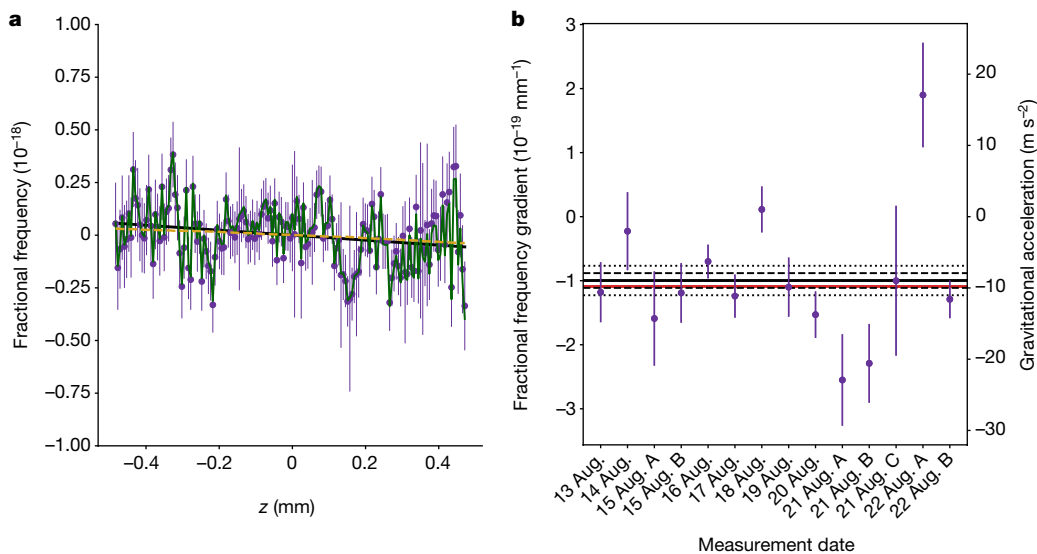 a
1.00
0.75
0.50
0.25
0
−0.25
−0.50
−0.75
−1.00
Fractional frequency (10⁻¹⁸)
−0.4
−0.2
0
0.2
0.4
z (mm)
b
3
2
1
0
−1
−2
−3
Fractional frequency gradient (10⁻¹⁹ mm⁻¹)
20
10
0
−10
−20
−30
Gravitational acceleration (m s⁻²)
13 Aug.
14 Aug.
15 Aug. A
15 Aug. B
16 Aug.
17 Aug.
18 Aug.
19 Aug.
20 Aug.
21 Aug. A
21 Aug. B
21 Aug. C
22 Aug. A
22 Aug. B
Measurement date